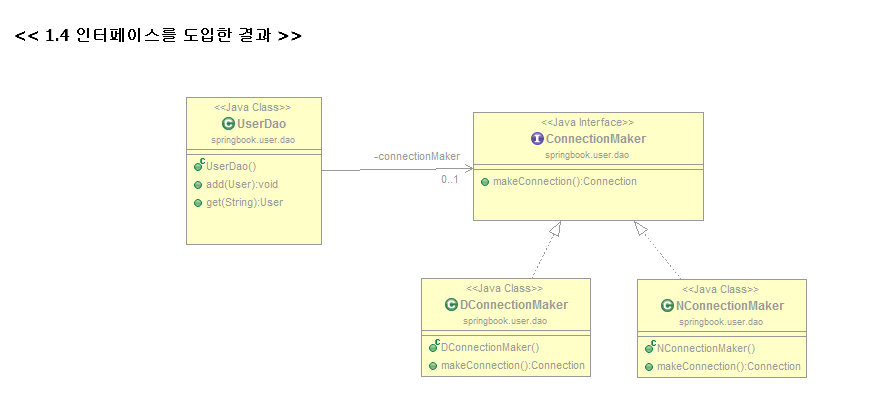 << 1.4 인터페이스를 도입한 결과 >>
<<Java Class>>
C UserDao
springbook.user.dao
C UserDao()
add(User):void
get(String):User
-connectionMaker
0..1
<<Java Interface>>
I ConnectionMaker
springbook.user.dao
makeConnection():Connection
<<Java Class>>
C DConnectionMaker
springbook.user.dao
C DConnectionMaker()
makeConnection():Connection
<<Java Class>>
C NConnectionMaker
springbook.user.dao
C NConnectionMaker()
makeConnection():Connection